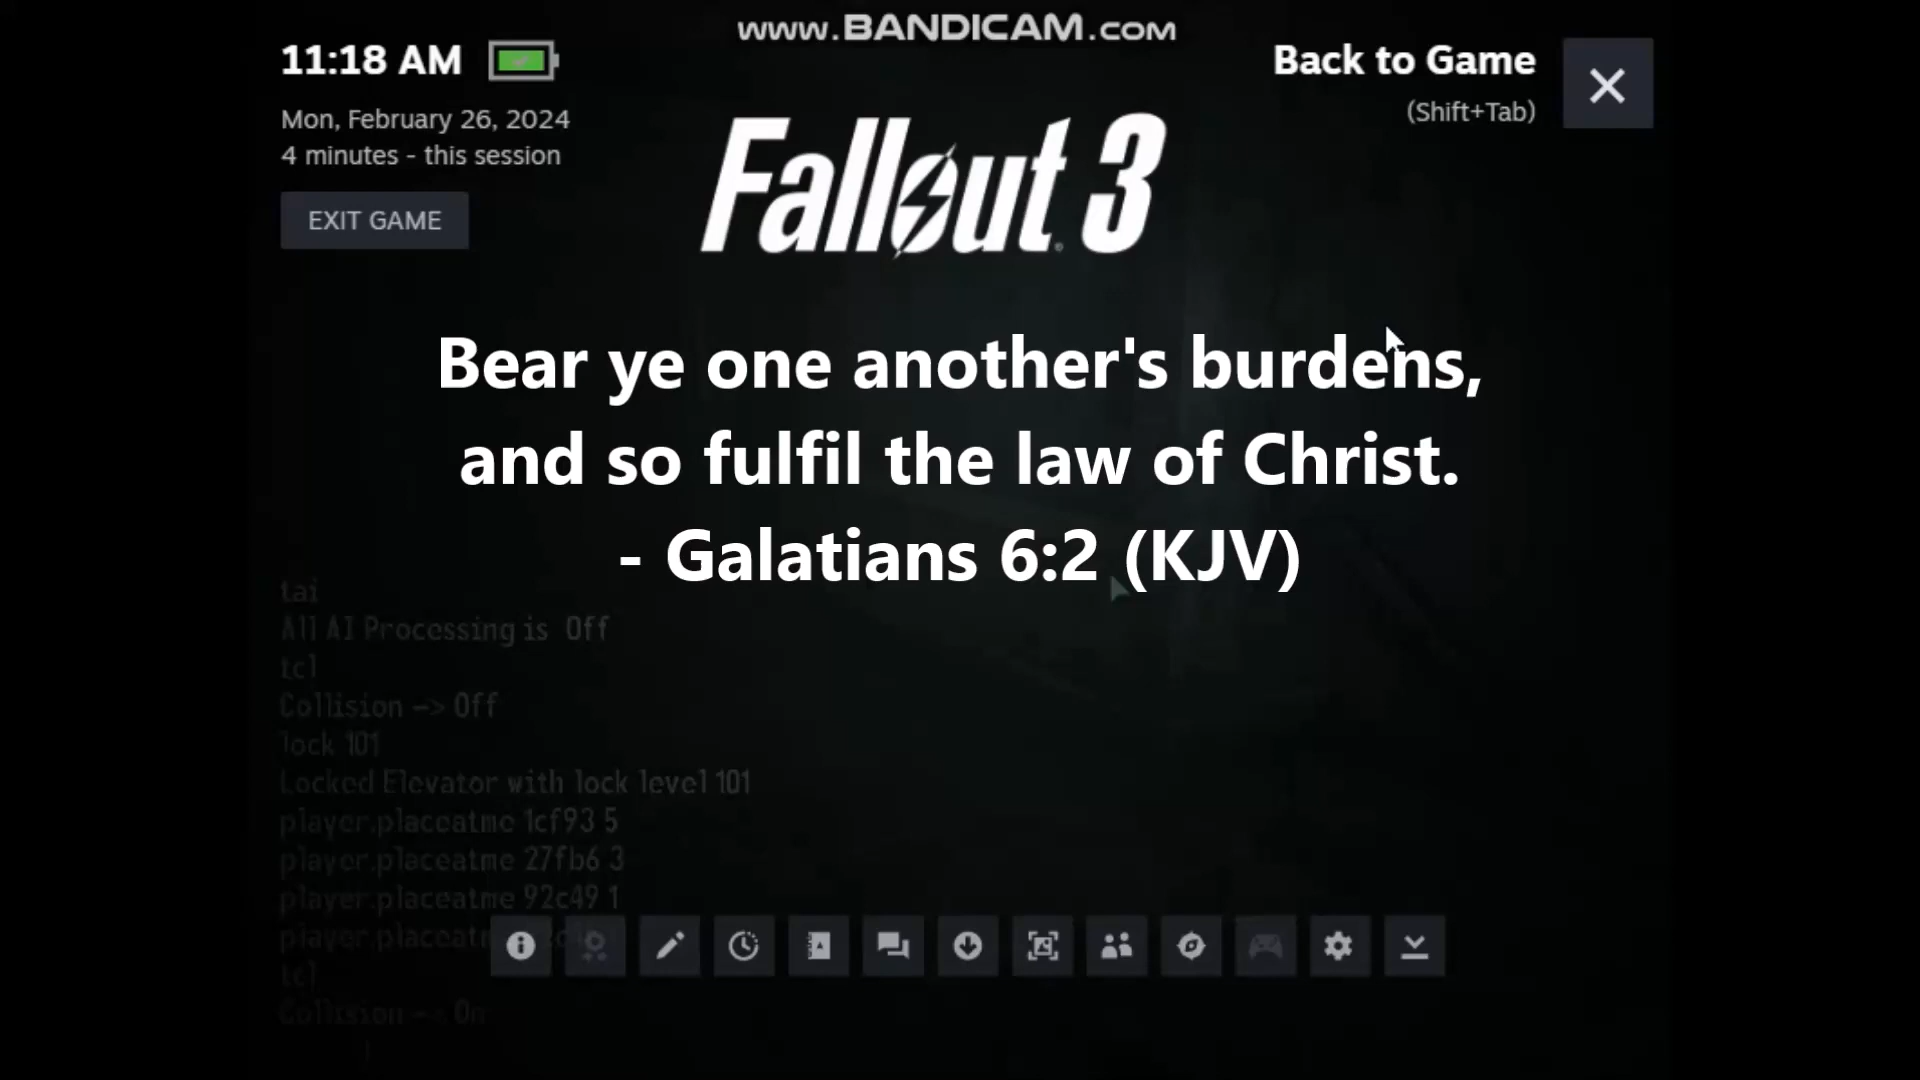 www.BANDICAM.com
11:18 AM
Back to Game
(Shift+Tab)
Mon, February 26, 2024
4 minutes - this session
EXIT GAME
Fallout 3
Bear ye one another's burdens,
and so fulfil the law of Christ.
- Galatians 6:2 (KJV)
tai
All AI Processing is Off
tcl
Collision -> Off
lock 101
Locked Elevator with lock level 101
player.placeatme 1cf93 5
player.placeatme 27fb6 3
player.placeatme 92c49 1
tcl
Collision -> On